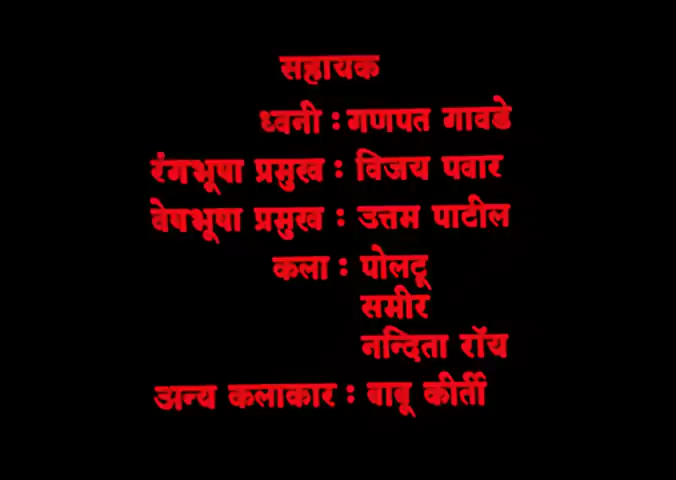 सहायक
ध्वनी : गणपत गावडे
रंगभूषा प्रमुख : विजय पवार
वेषभूषा प्रमुख : उत्तम पाटील
कला : पोलटू
समीर
नन्दिता रॉय
अन्य कलाकार : बाबू कीर्ती